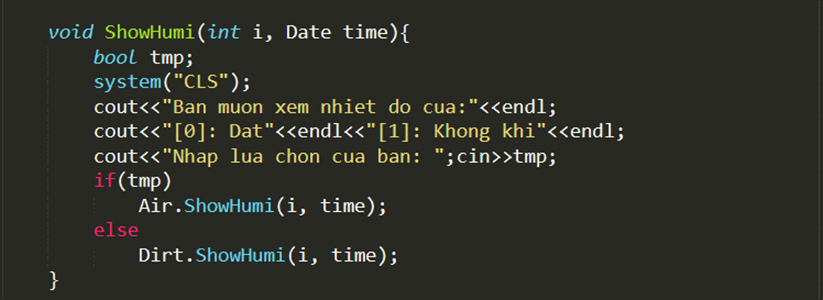 void ShowHumi(int i, Date time){
bool tmp;
system("CLS");
cout<<"Ban muon xem nhiet do cua:"<<endl;
cout<<"[0]: Dat"<<endl<<"[1]: Khong khi"<<endl;
cout<<"Nhap lua chon cua ban: ";cin>>tmp;
if(tmp)
Air.ShowHumi(i, time);
else
Dirt.ShowHumi(i, time);
}